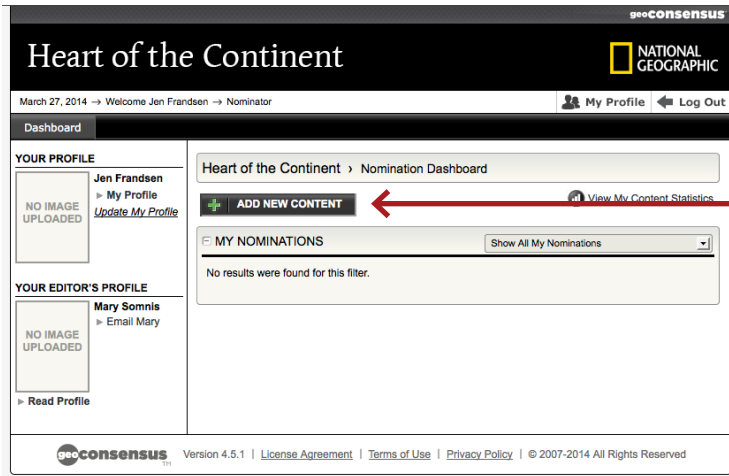 geoconsensus
Heart of the Continent
NATIONAL
GEOGRAPHIC
March 27, 2014 → Welcome Jen Frandsen → Nominator
My Profile
Log Out
Dashboard
YOUR PROFILE
NO IMAGE
UPLOADED
Jen Frandsen
My Profile
Update My Profile
YOUR EDITOR'S PROFILE
NO IMAGE
UPLOADED
Mary Somnis
Email Mary
Read Profile
Heart of the Continent › Nomination Dashboard
ADD NEW CONTENT
View My Content Statistics
MY NOMINATIONS
Show All My Nominations
No results were found for this filter.
geoconsensus TM
Version 4.5.1 | License Agreement | Terms of Use | Privacy Policy | © 2007-2014 All Rights Reserved